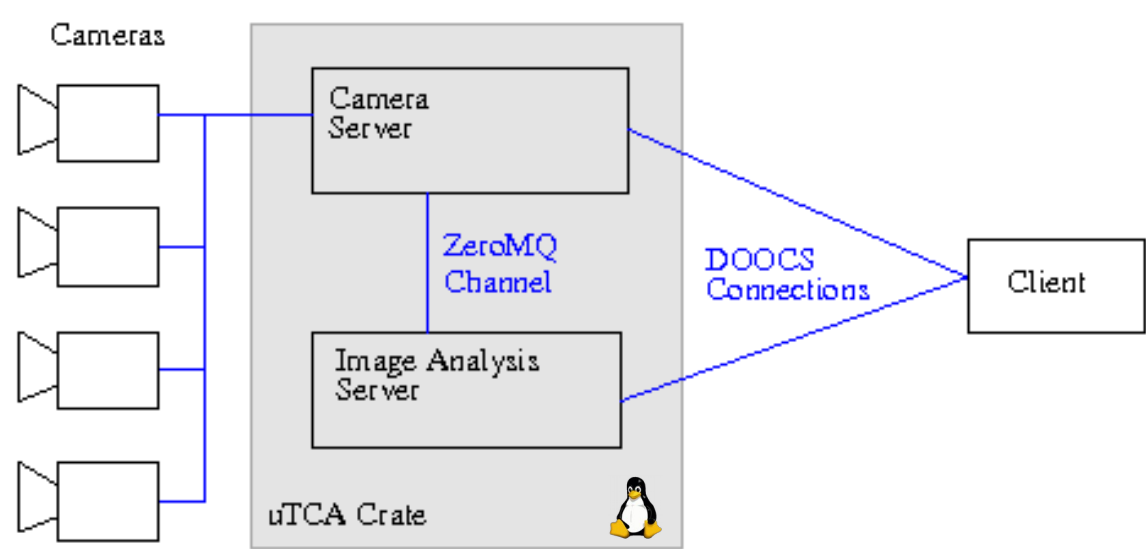 Cameras
Camera
Server
ZeroMQ
Channel
DOOCS
Connections
Client
Image Analysis
Server
uTCA Crate